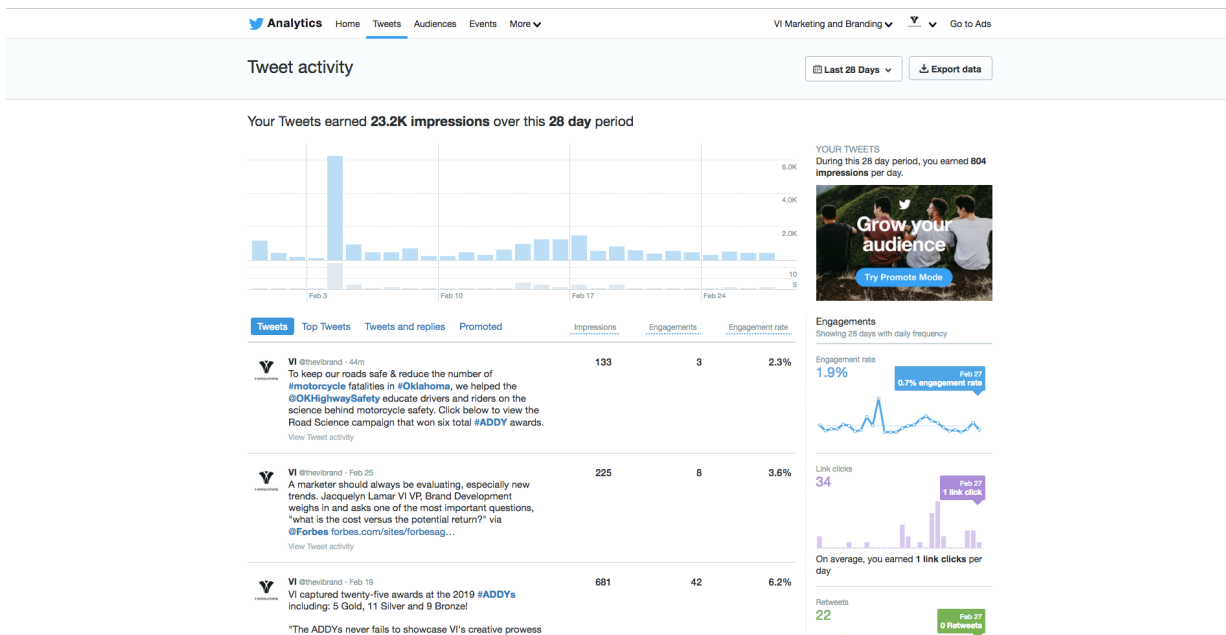 Analytics Home Tweets Audiences Events More VI Marketing and Branding Go to Ads
Tweet activity
Last 28 Days Export data
Your Tweets earned 23.2K impressions over this 28 day period
6.0K
4.0K
2.0K
10
5
Feb 3 Feb 10 Feb 17 Feb 24
YOUR TWEETS
During this 28 day period, you earned 804
impressions per day.
Grow your
audience
Try Promote Mode
Tweets Top Tweets Tweets and replies Promoted Impressions Engagements Engagement rate
VI @thevibrand · 44m 133 3 2.3%
To keep our roads safe & reduce the number of
#motorcycle fatalities in #Oklahoma, we helped the
@OKHighwaySafety educate drivers and riders on the
science behind motorcycle safety. Click below to view the
Road Science campaign that won six total #ADDY awards.
View Tweet activity
VI @thevibrand · Feb 25 225 8 3.6%
A marketer should always be evaluating, especially new
trends. Jacquelyn Lamar VI VP, Brand Development
weighs in and asks one of the most important questions,
"what is the cost versus the potential return?" via
@Forbes forbes.com/sites/forbesag…
View Tweet activity
VI @thevibrand · Feb 19 681 42 6.2%
VI captured twenty-five awards at the 2019 #ADDYs
including: 5 Gold, 11 Silver and 9 Bronze!
"The ADDYs never fails to showcase VI's creative prowess
Engagements
Showing 28 days with daily frequency
Engagement rate
1.9%
Feb 27
0.7% engagement rate
Link clicks
34
Feb 27
1 link click
On average, you earned 1 link clicks per
day
Retweets
22
Feb 27
0 Retweets